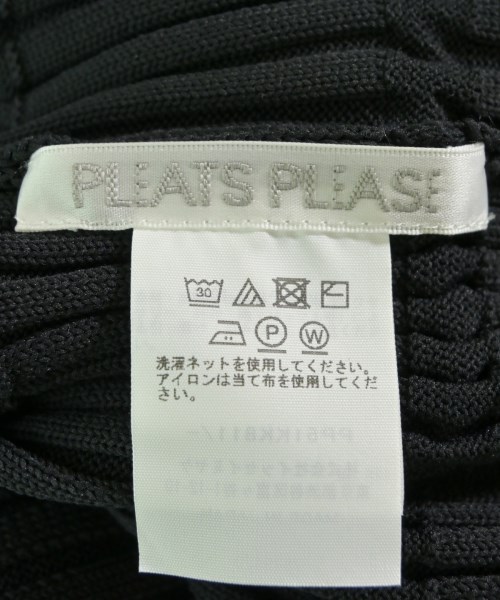 PLEATS PLEASE
30
P W
洗濯ネットを使用してください。
アイロンは当て布を使用してくだ
さい。